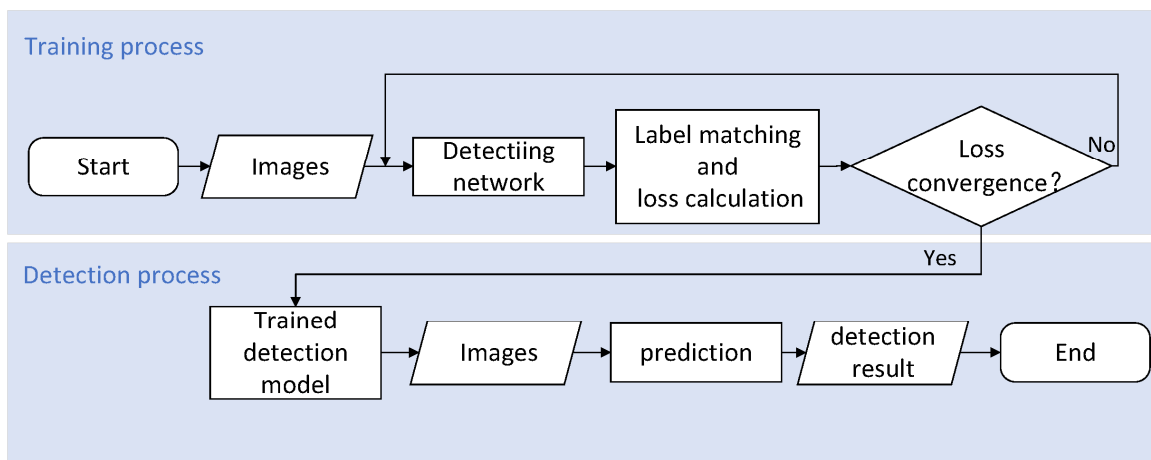 Training process
Start
Images
Detectiing
network
Label matching
and
loss calculation
Loss
convergence?
No
Yes
Detection process
Trained
detection
model
Images
prediction
detection
result
End